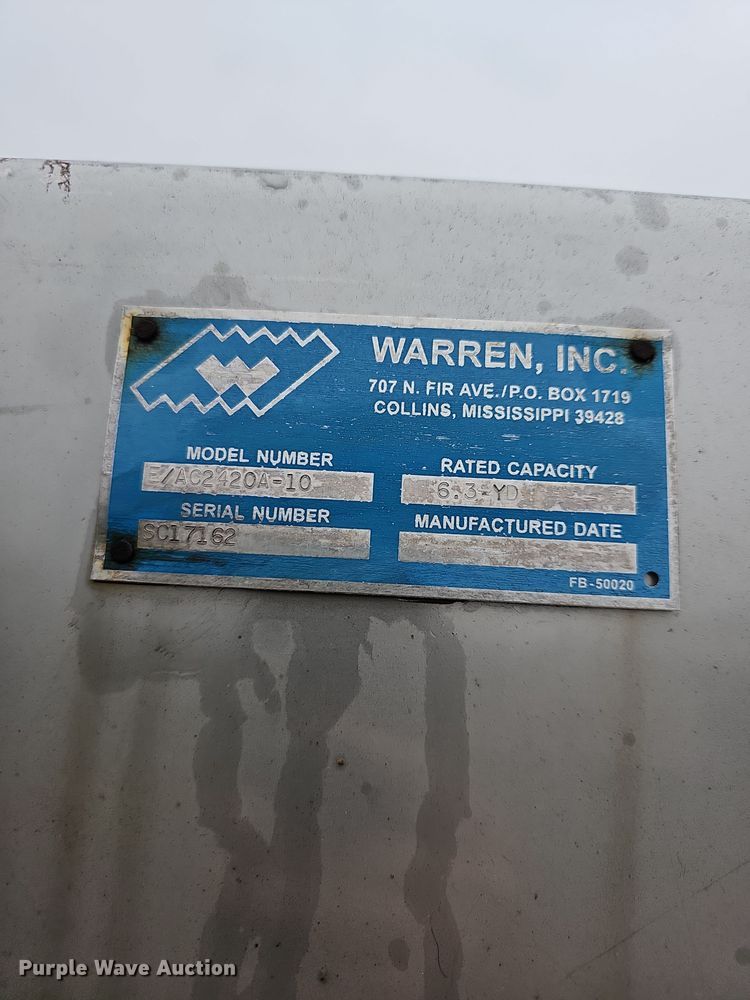 WARREN, INC.
707 N. FIR AVE./P.O. BOX 1719
COLLINS, MISSISSIPPI 39428
MODEL NUMBER
E/AC2420A-10
RATED CAPACITY
6.3-YD
SERIAL NUMBER
SC17162
MANUFACTURED DATE
FB-50020
Purple Wave Auction